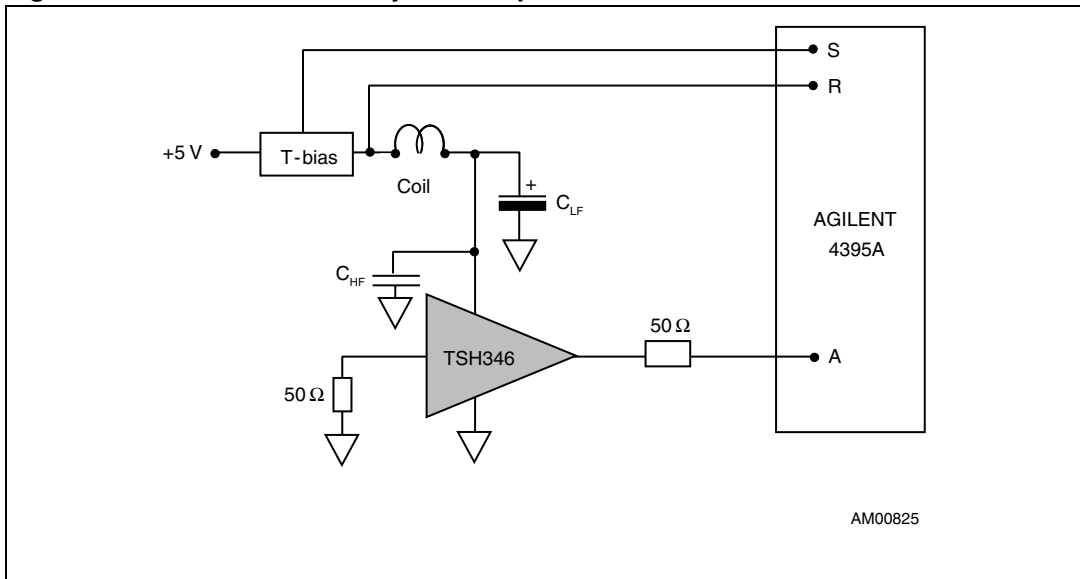 S
R
+5 V
T-bias
Coil
+
C_LF
AGILENT
4395A
C_HF
50 Ω
TSH346
A
50 Ω
AM00825